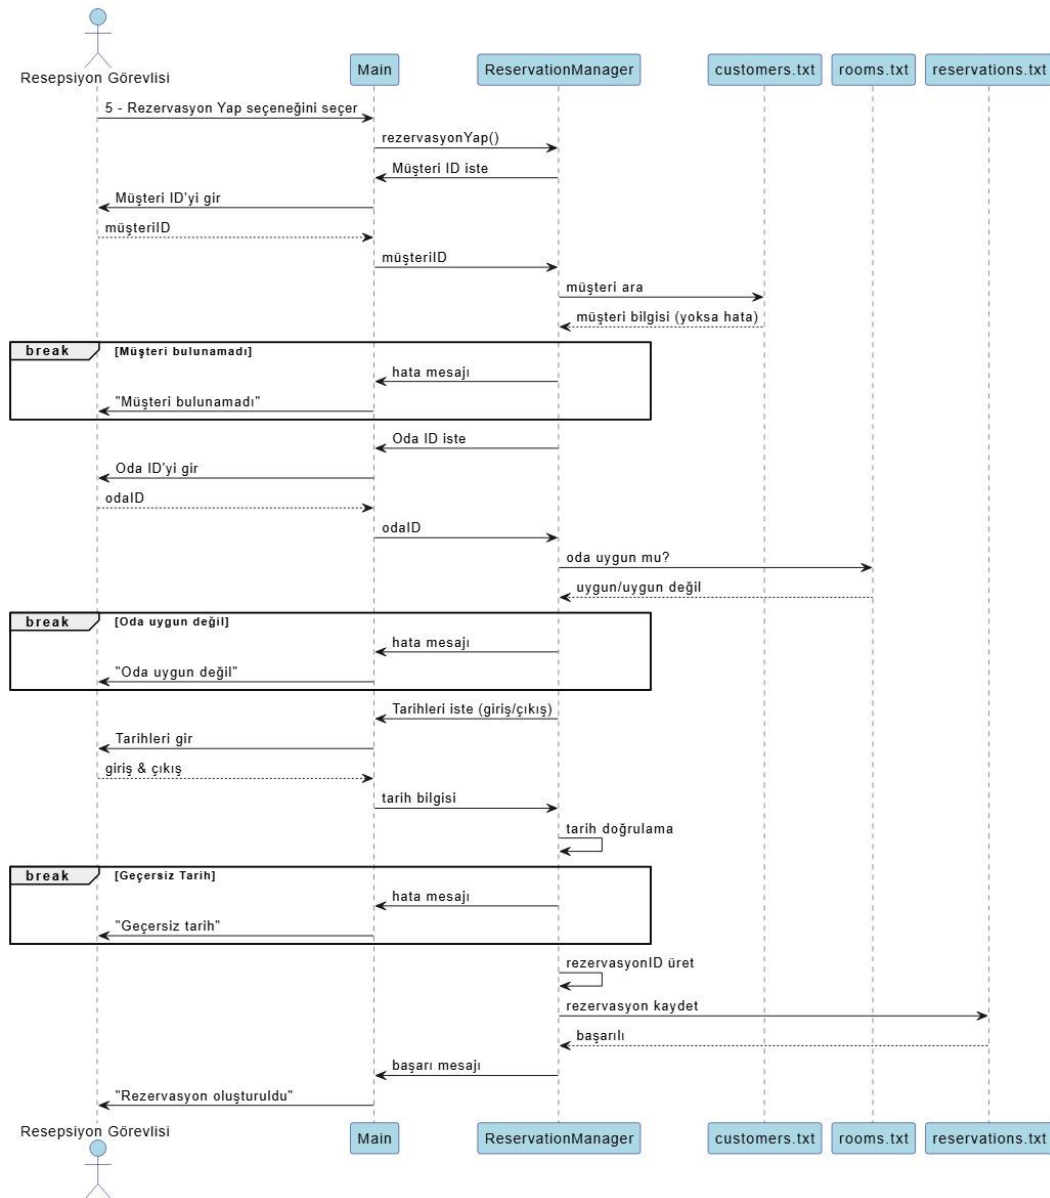 Resepsiyon Görevlisi
Main
ReservationManager
customers.txt
rooms.txt
reservations.txt
5 - Rezervasyon Yap seçeneğini seçer
rezervasyonYap()
Müşteri ID iste
Müşteri ID'yi gir
müşteriID
müşteriID
müşteri ara
müşteri bilgisi (yoksa hata)
break [Müşteri bulunamadı]
hata mesajı
"Müşteri bulunamadı"
Oda ID iste
Oda ID'yi gir
odaID
odaID
oda uygun mu?
uygun/uygun değil
break [Oda uygun değil]
hata mesajı
"Oda uygun değil"
Tarihleri iste (giriş/çıkış)
Tarihleri gir
giriş & çıkış
tarih bilgisi
tarih doğrulama
break [Geçersiz Tarih]
hata mesajı
"Geçersiz tarih"
rezervasyonID üret
rezervasyon kaydet
başarılı
başarı mesajı
"Rezervasyon oluşturuldu"
Resepsiyon Görevlisi
Main
ReservationManager
customers.txt
rooms.txt
reservations.txt